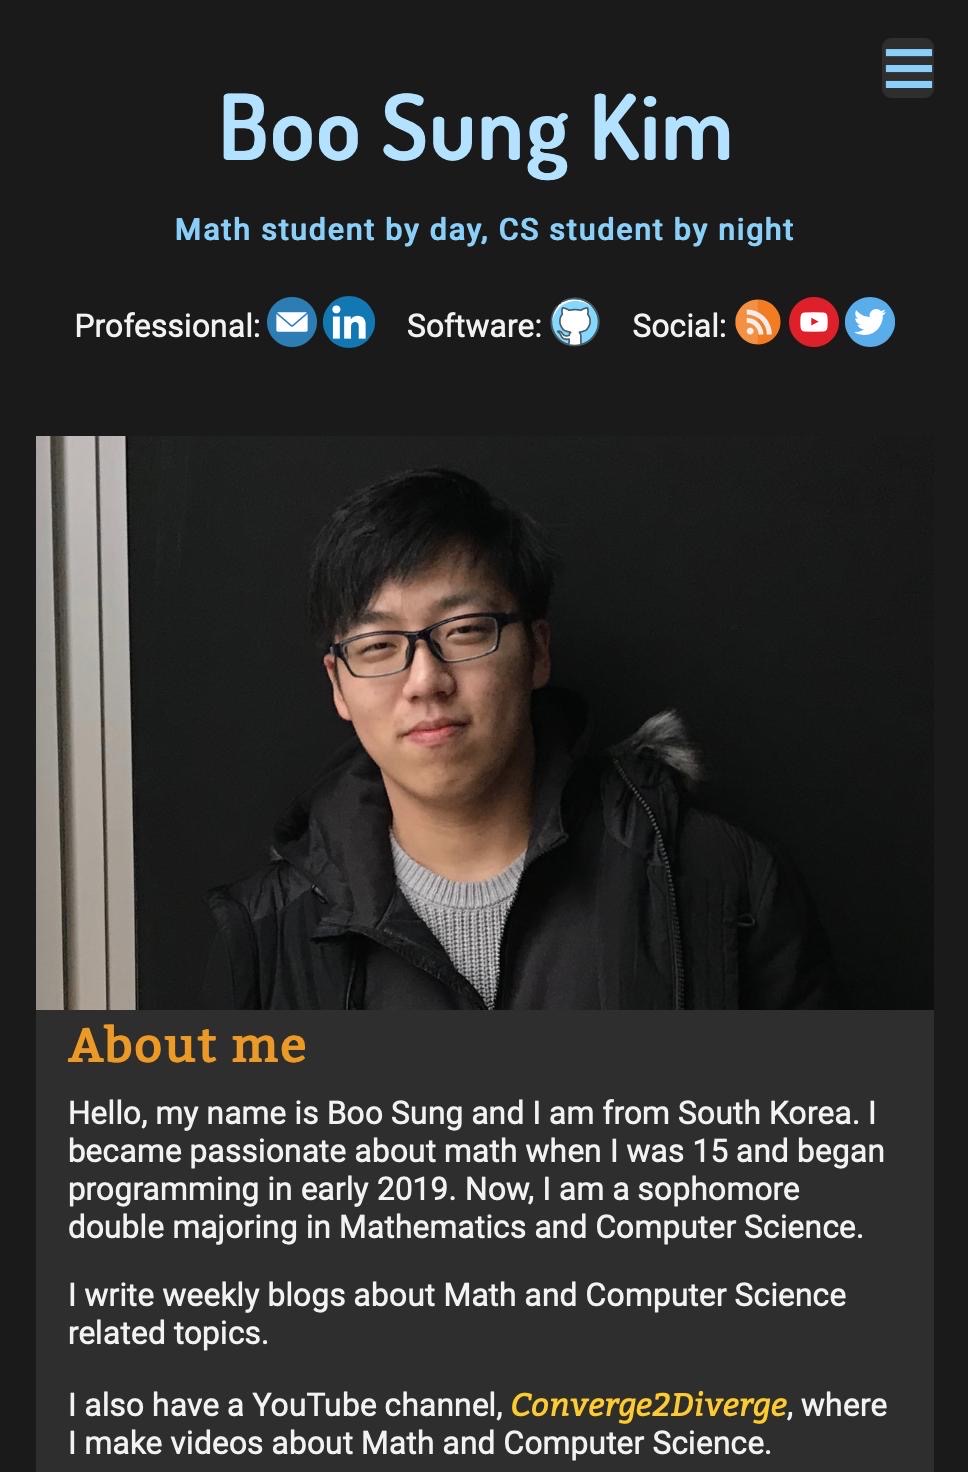 Boo Sung Kim
Math student by day, CS student by night
Professional: in Software: Social:
About me
Hello, my name is Boo Sung and I am from South Korea. I
became passionate about math when I was 15 and began
programming in early 2019. Now, I am a sophomore
double majoring in Mathematics and Computer Science.
I write weekly blogs about Math and Computer Science
related topics.
I also have a YouTube channel, Converge2Diverge, where
I make videos about Math and Computer Science.